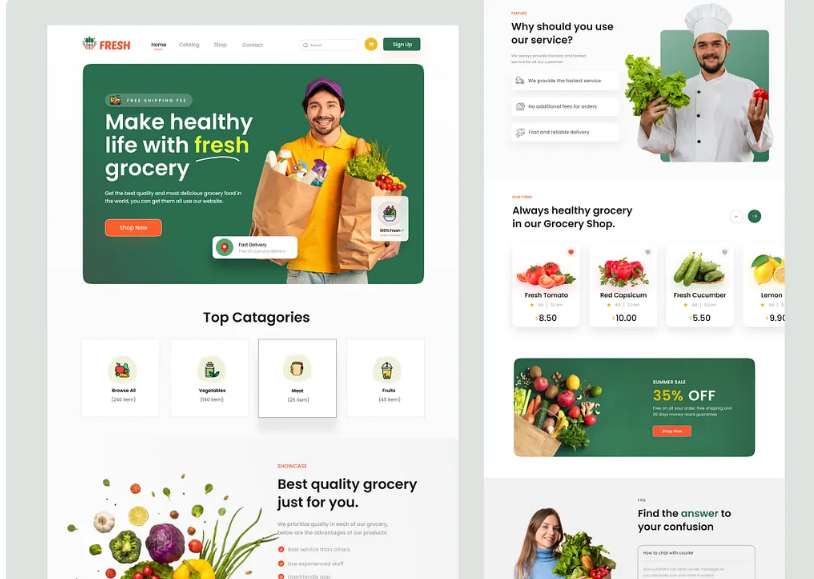 FRESH
Home
Catalog
Shop
Contact
Search
Sign Up
FREE SHIPPING FEE
Make healthy
life with fresh
grocery
Get the best quality and most delicious grocery food in
the world, you can get them all use our website.
Shop Now
100% Fresh
Fast Delivery
Top Catagories
Browse All
(240 item)
Vegetables
(140 item)
Meat
(25 item)
Fruits
(45 item)
SHOWCASE
Best quality grocery
just for you.
We prioritize quality in each of our grocery,
below are the advantages of our products.
Best service than others
Use experienced staff
Userfriendly app
FEATURE
Why should you use
our service?
We always provide the best and fastest
We provide the fastest service
No additional fees for orders
Fast and reliable delivery
OUR ITEMS
Always healthy grocery
in our Grocery Shop.
Fresh Tomato
8.50
Red Capsicum
10.00
Fresh Cucumber
5.50
Lemon
9.90
SUMMER SALE
35% OFF
Free on all your order, free shipping and
30 days money back guarantee
Shop Now
FAQ
Find the answer to
your confusion
How to chat with courier